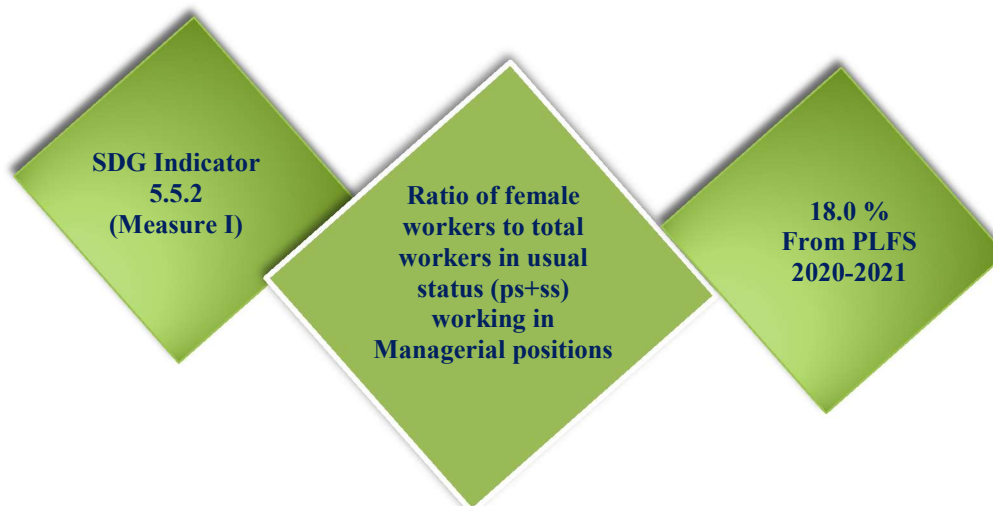 SDG Indicator
5.5.2
(Measure I)
Ratio of female
workers to total
workers in usual
status (ps+ss)
working in
Managerial positions
18.0 %
From PLFS
2020-2021